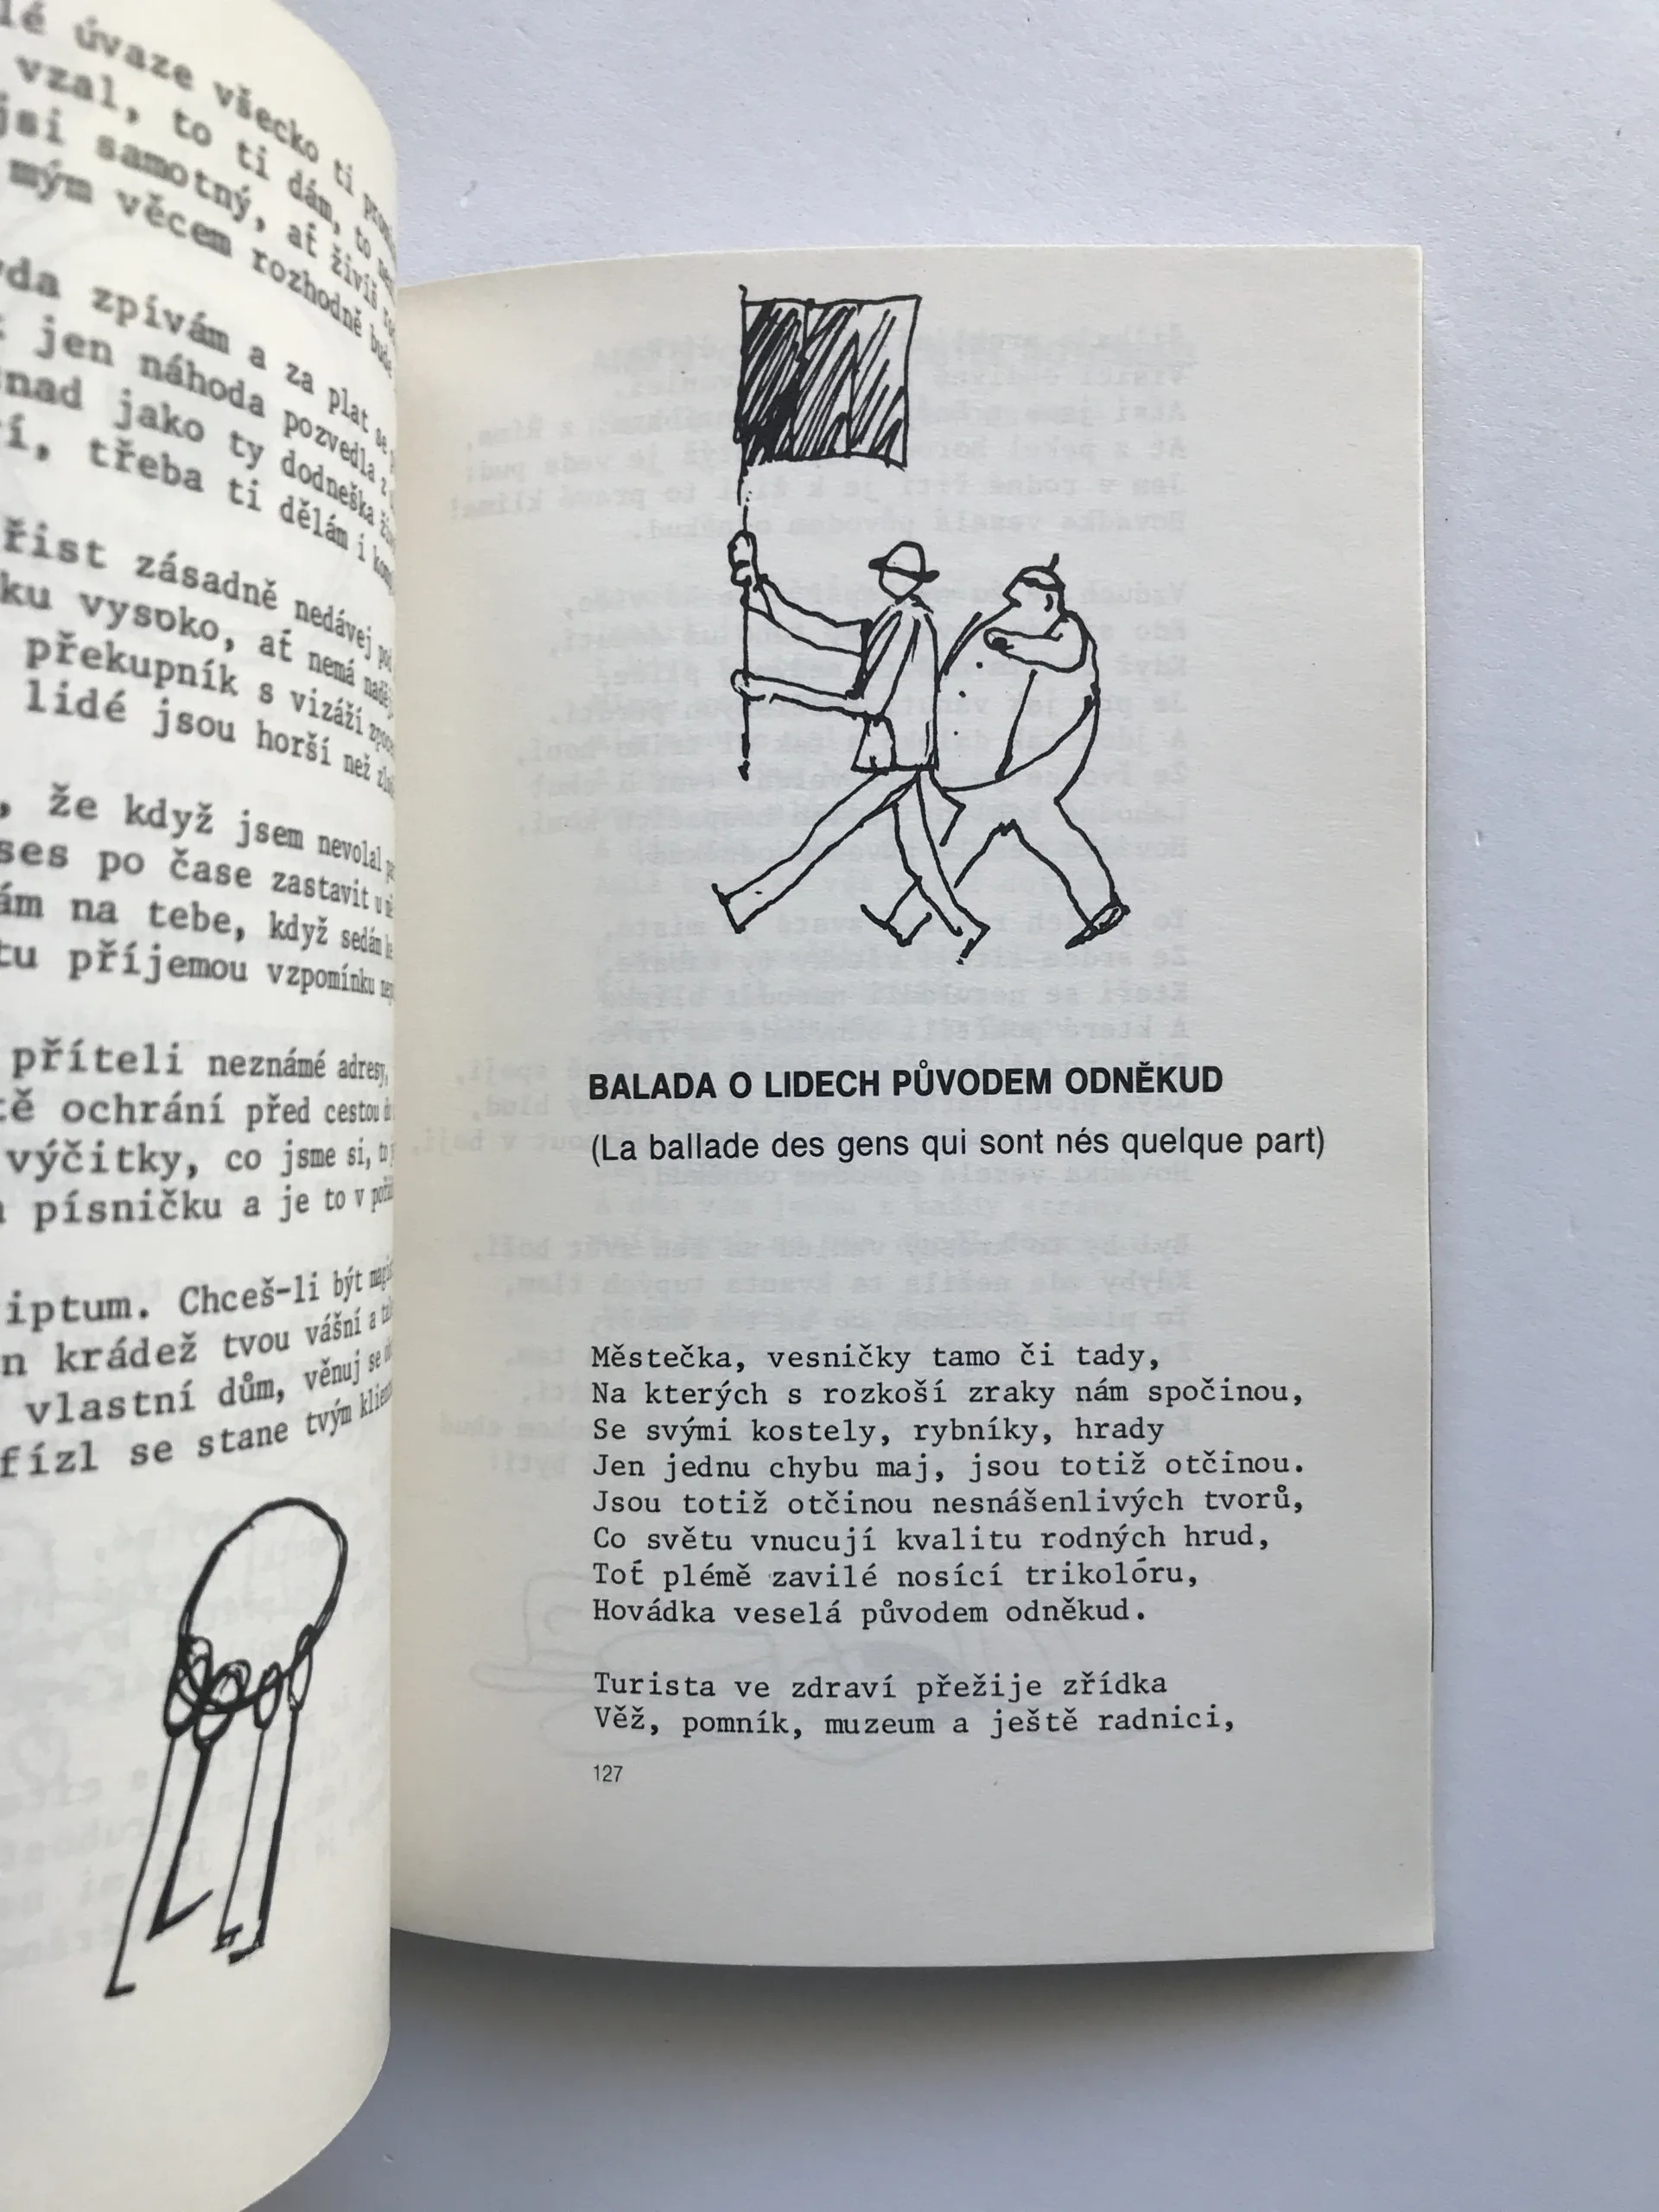 lé úvaze všecko ti
vzal, to ti dám, to
jsi samotný, ať živíš
mým věcem rozhodně bude
zpívám a za plat se
jen náhoda pozvedla z
snad jako ty dodneška
třeba ti dělám i
řist zásadně nedávej
ku vysoko, ať nemá
překupník s vizáží
lidé jsou horší než
, že když jsem nevolal
ses po čase zastavit u
ám na tebe, když sedám
tu příjemou vzpomínku
příteli neznámé adresy,
tě ochrání před cestou
výčitky, co jsme si,
písničku a je to v
iptum. Chceš-li být
n krádež tvou vášní a
vlastní dům, věnuj se
fízl se stane tvým
BALADA O LIDECH PŮVODEM ODNĚKUD
(La ballade des gens qui sont nés quelque part)
Městečka, vesničky tamo či tady,
Na kterých s rozkoší zraky nám spočinou,
Se svými kostely, rybníky, hrady
Jen jednu chybu maj, jsou totiž otčinou.
Jsou totiž otčinou nesnášenlivých tvorů,
Co světu vnucují kvalitu rodných hrud,
Toť plémě zavilé nosící trikolóru,
Hovádka veselá původem odněkud.
Turista ve zdraví přežije zřídka
Věž, pomník, muzeum a ještě radnici,
127